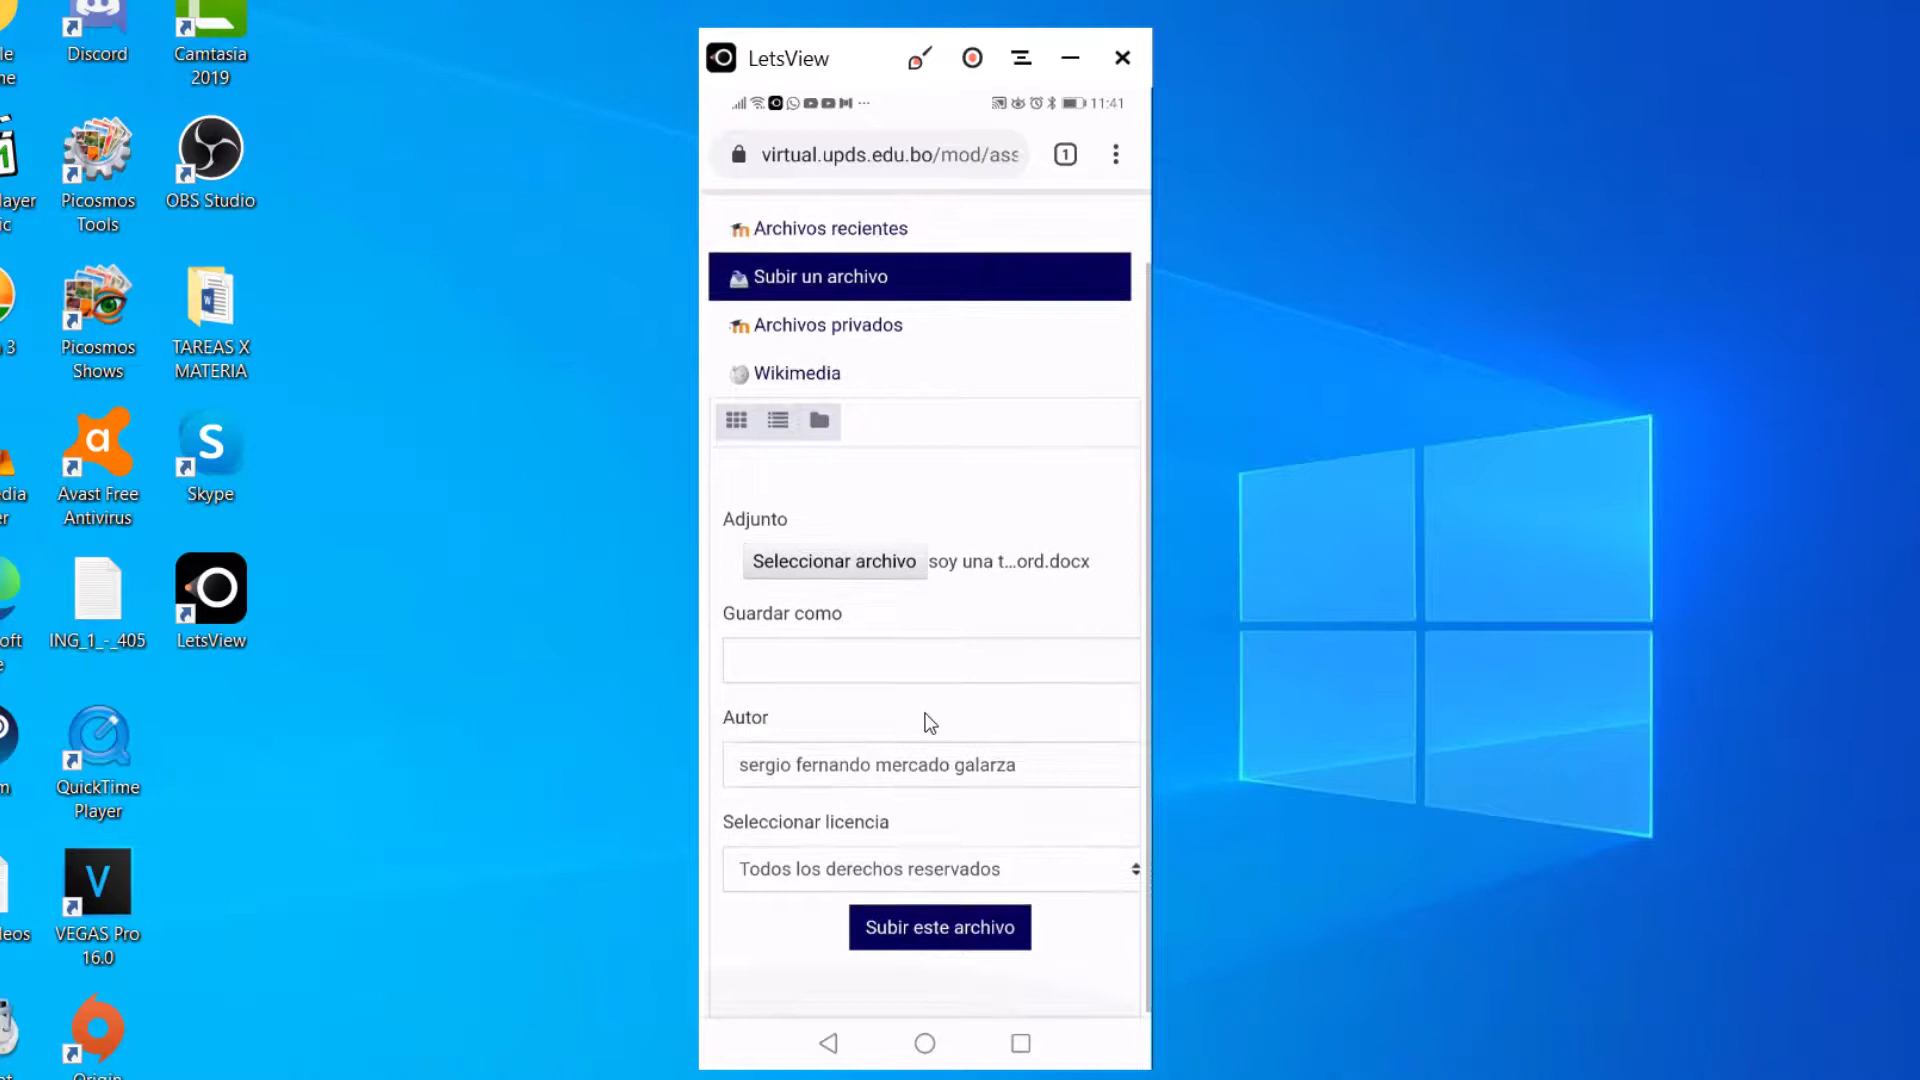 Discord
Camtasia
2019
Picosmos
Tools
OBS Studio
Picosmos
Shows
TAREAS X
MATERIA
Avast Free
Antivirus
Skype
ING_1_-_405
LetsView
QuickTime
Player
VEGAS Pro
16.0
LetsView
11:41
virtual.upds.edu.bo/mod/ass
1
Archivos recientes
Subir un archivo
Archivos privados
Wikimedia
Adjunto
Seleccionar archivo soy una t...ord.docx
Guardar como
Autor
sergio fernando mercado galarza
Seleccionar licencia
Todos los derechos reservados
Subir este archivo